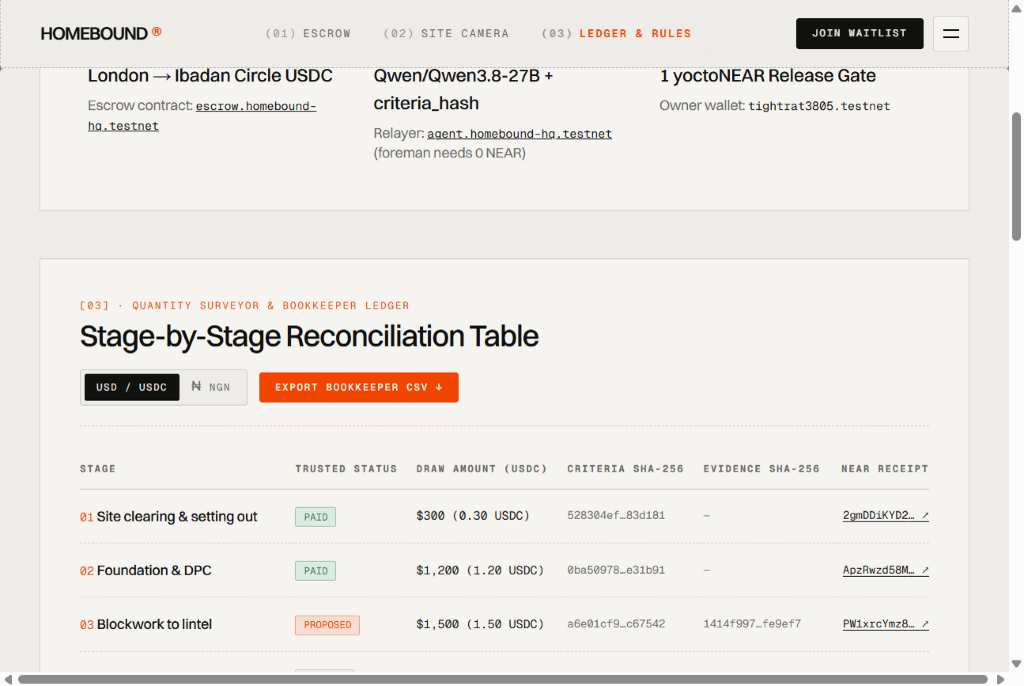 HOMEBOUND ®
(01) ESCROW
(02) SITE CAMERA
(03) LEDGER & RULES
JOIN WAITLIST
London → Ibadan Circle USDC
Escrow contract: escrow.homebound-
hq.testnet
Qwen/Qwen3.8-27B +
criteria_hash
Relayer: agent.homebound-hq.testnet
(foreman needs 0 NEAR)
1 yoctoNEAR Release Gate
Owner wallet: tightrat3805.testnet
[03] · QUANTITY SURVEYOR & BOOKKEEPER LEDGER
Stage-by-Stage Reconciliation Table
USD / USDC
₦ NGN
EXPORT BOOKKEEPER CSV ↓
STAGE TRUSTED STATUS DRAW AMOUNT (USDC) CRITERIA SHA-256 EVIDENCE SHA-256 NEAR RECEIPT
01 Site clearing & setting out PAID $300 (0.30 USDC) 528304ef…83d181 — 2gmDDiKYD2… ↗
02 Foundation & DPC PAID $1,200 (1.20 USDC) 0ba50978…e31b91 — ApzRwzd58M… ↗
03 Blockwork to lintel PROPOSED $1,500 (1.50 USDC) a6e01cf9…c67542 1414f997…fe9ef7 PW1xrcYmz8… ↗